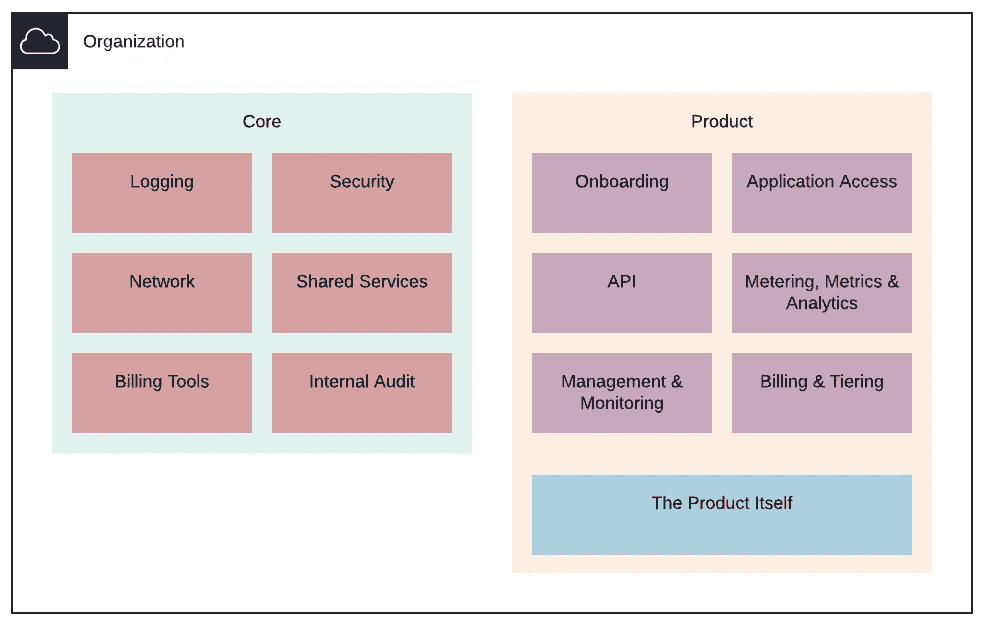 Organization
Core
Logging
Security
Network
Shared Services
Billing Tools
Internal Audit
Product
Onboarding
Application Access
API
Metering, Metrics &
Analytics
Management &
Monitoring
Billing & Tiering
The Product Itself